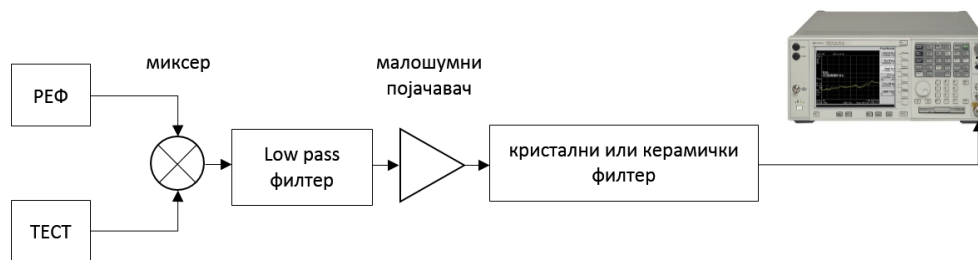 РЕФ
миксер
малошумни
појачавач
Low pass
филтер
кристални или керамички
филтер
ТЕСТ